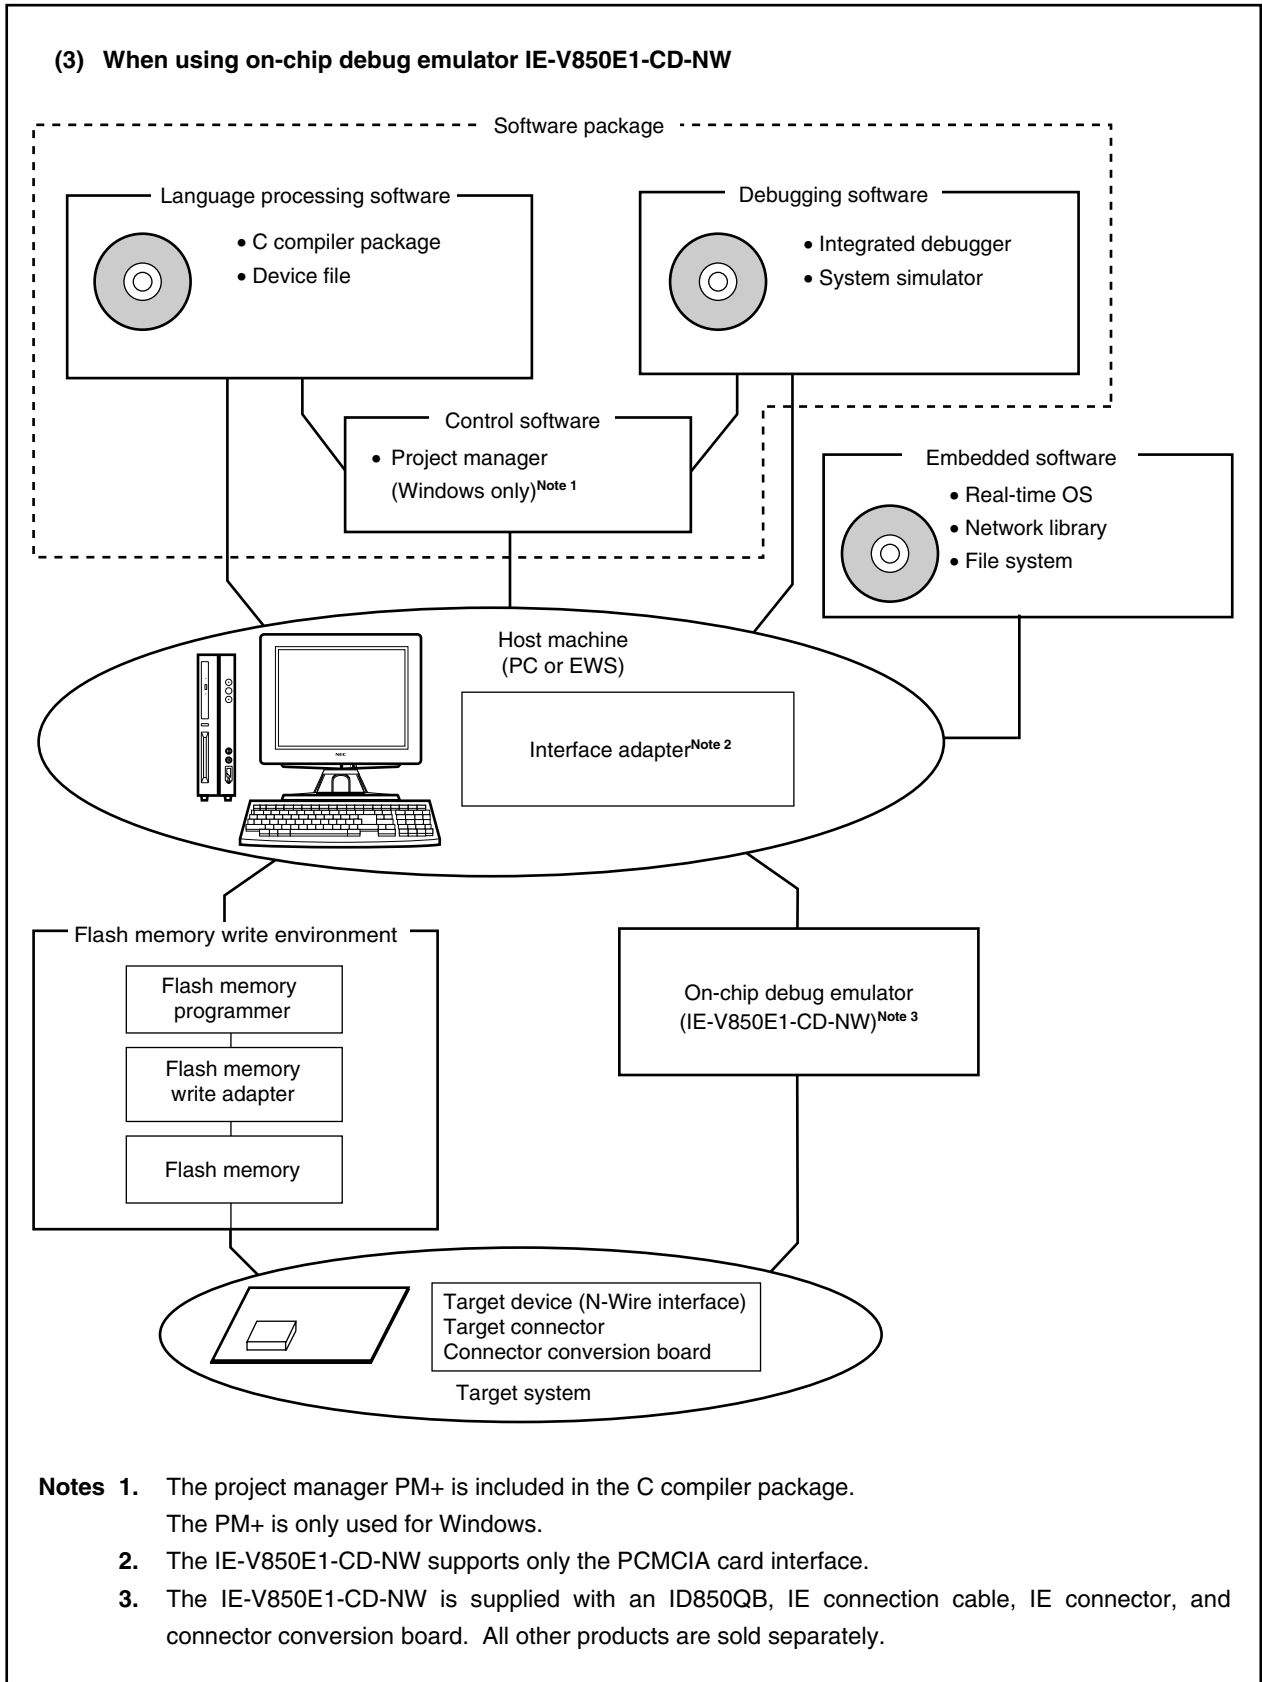 (3) When using on-chip debug emulator IE-V850E1-CD-NW
Software package
Language processing software
• C compiler package
• Device file
Debugging software
• Integrated debugger
• System simulator
Control software
• Project manager
(Windows only)Note 1
Embedded software
• Real-time OS
• Network library
• File system
Host machine
(PC or EWS)
Interface adapterNote 2
NEC
Flash memory write environment
Flash memory
programmer
Flash memory
write adapter
Flash memory
On-chip debug emulator
(IE-V850E1-CD-NW)Note 3
Target device (N-Wire interface)
Target connector
Connector conversion board
Target system
Notes 1. The project manager PM+ is included in the C compiler package.
The PM+ is only used for Windows.
2. The IE-V850E1-CD-NW supports only the PCMCIA card interface.
3. The IE-V850E1-CD-NW is supplied with an ID850QB, IE connection cable, IE connector, and
connector conversion board. All other products are sold separately.